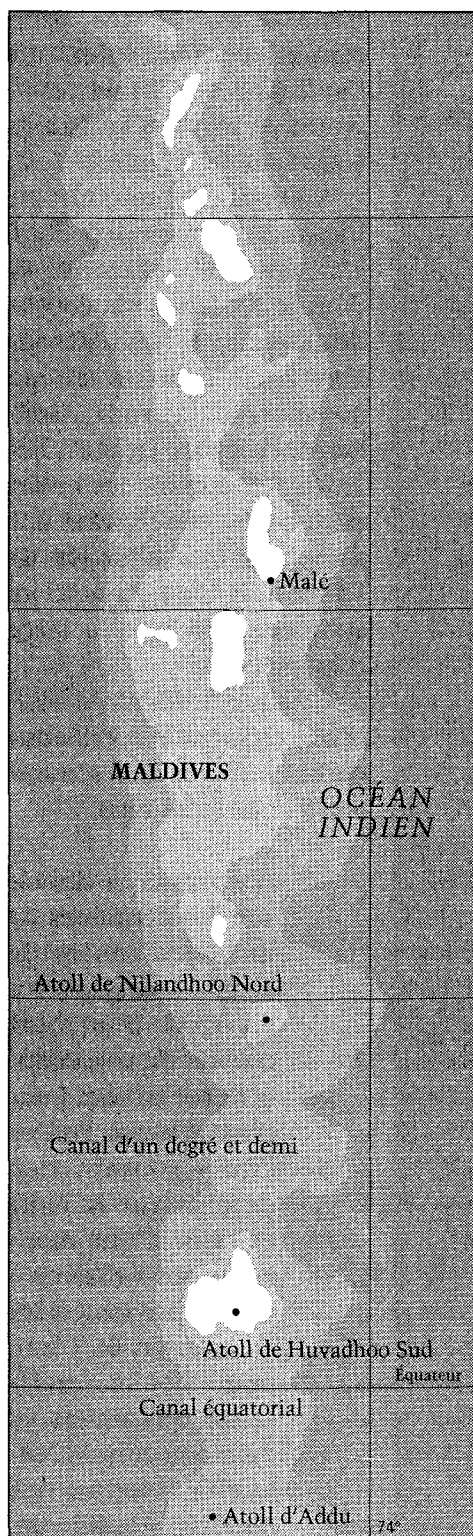 Malé
MALDIVES
OCÉAN
INDIEN
Atoll de Nilandhoo Nord
Canal d'un degré et demi
Atoll de Huvadhoo Sud
Équateur
Canal équatorial
Atoll d'Addu
74°